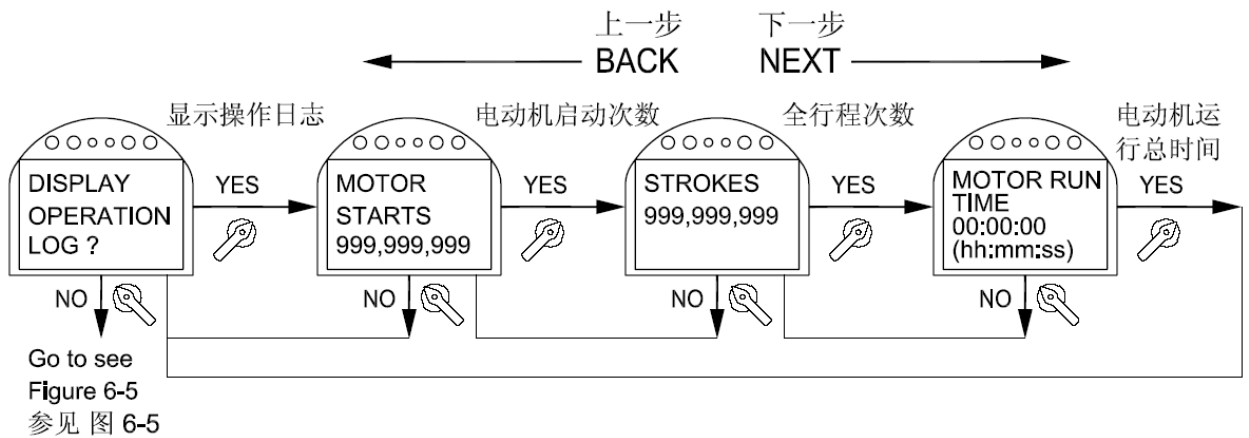 上一步 下一步
BACK NEXT
显示操作日志
电动机启动次数
全行程次数
电动机运
行总时间
DISPLAY
OPERATION
LOG ?
YES
MOTOR
STARTS
999,999,999
YES
STROKES
999,999,999
YES
MOTOR RUN
TIME
00:00:00
(hh:mm:ss)
YES
NO
NO
NO
NO
Go to see
Figure 6-5
参见 图 6-5